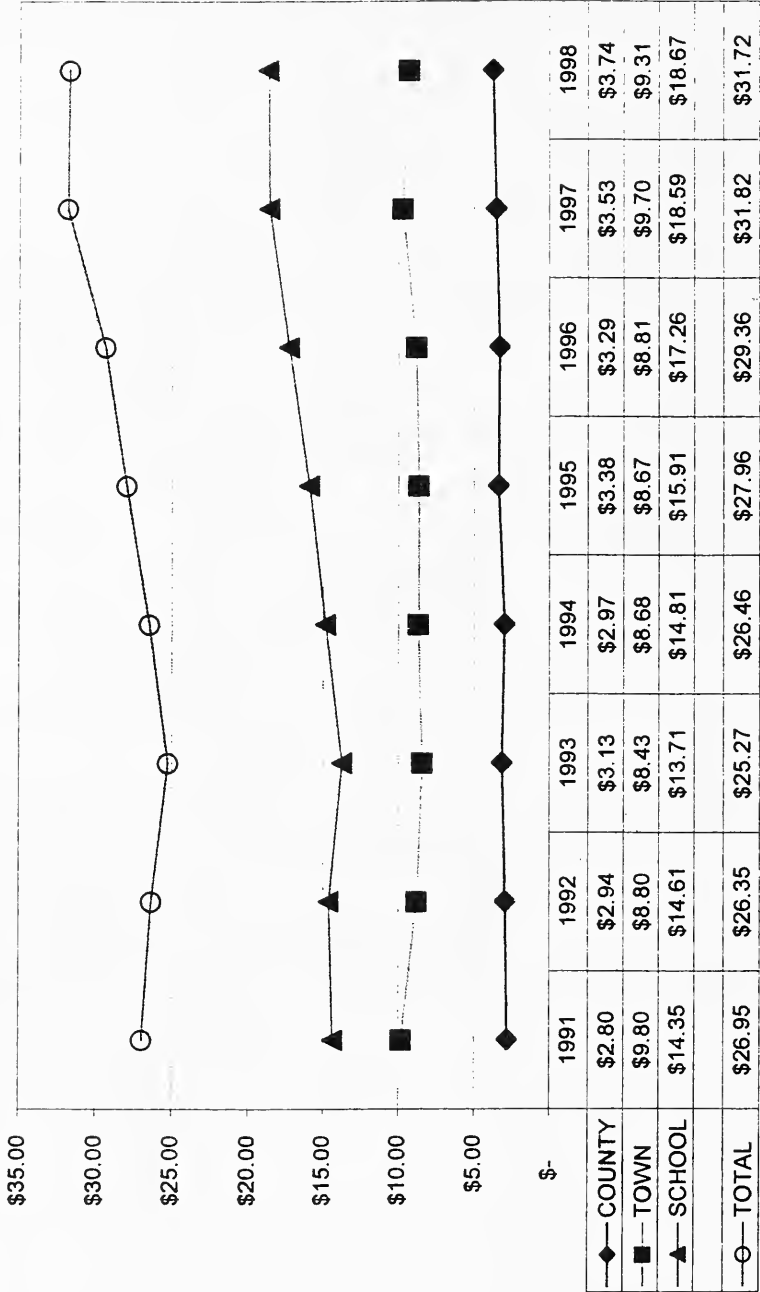 $35.00
$30.00
$25.00
$20.00
$15.00
$10.00
$5.00
$-
1991 1992 1993 1994 1995 1996 1997 1998
COUNTY $2.80 $2.94 $3.13 $2.97 $3.38 $3.29 $3.53 $3.74
TOWN $9.80 $8.80 $8.43 $8.68 $8.67 $8.81 $9.70 $9.31
SCHOOL $14.35 $14.61 $13.71 $14.81 $15.91 $17.26 $18.59 $18.67
TOTAL $26.95 $26.35 $25.27 $26.46 $27.96 $29.36 $31.82 $31.72